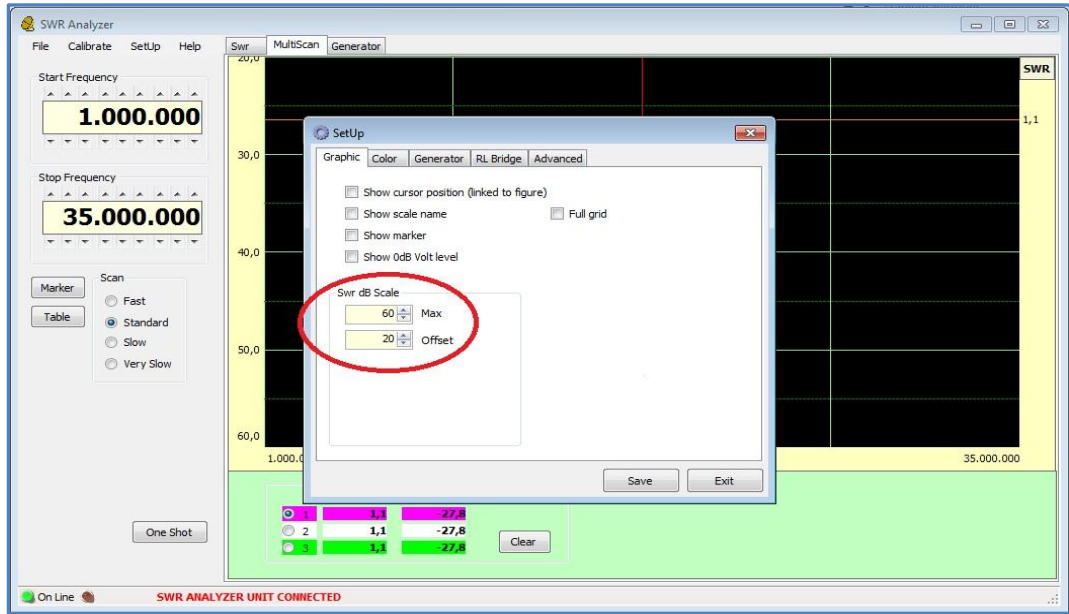 SWR Analyzer
File Calibrate SetUp Help
Swr MultiScan Generator
Start Frequency
1.000.000
Stop Frequency
35.000.000
Marker
Table
Scan
Fast
Standard
Slow
Very Slow
One Shot
20,0
30,0
40,0
50,0
60,0
SWR
1,1
SetUp
Graphic Color Generator RL Bridge Advanced
Show cursor position (linked to figure)
Show scale name
Full grid
Show marker
Show 0dB Volt level
Swr dB Scale
60 Max
20 Offset
Save Exit
35.000.000
1 1,1 -27,8
2 1,1 -27,8
3 1,1 -27,8
Clear
On Line
SWR ANALYZER UNIT CONNECTED